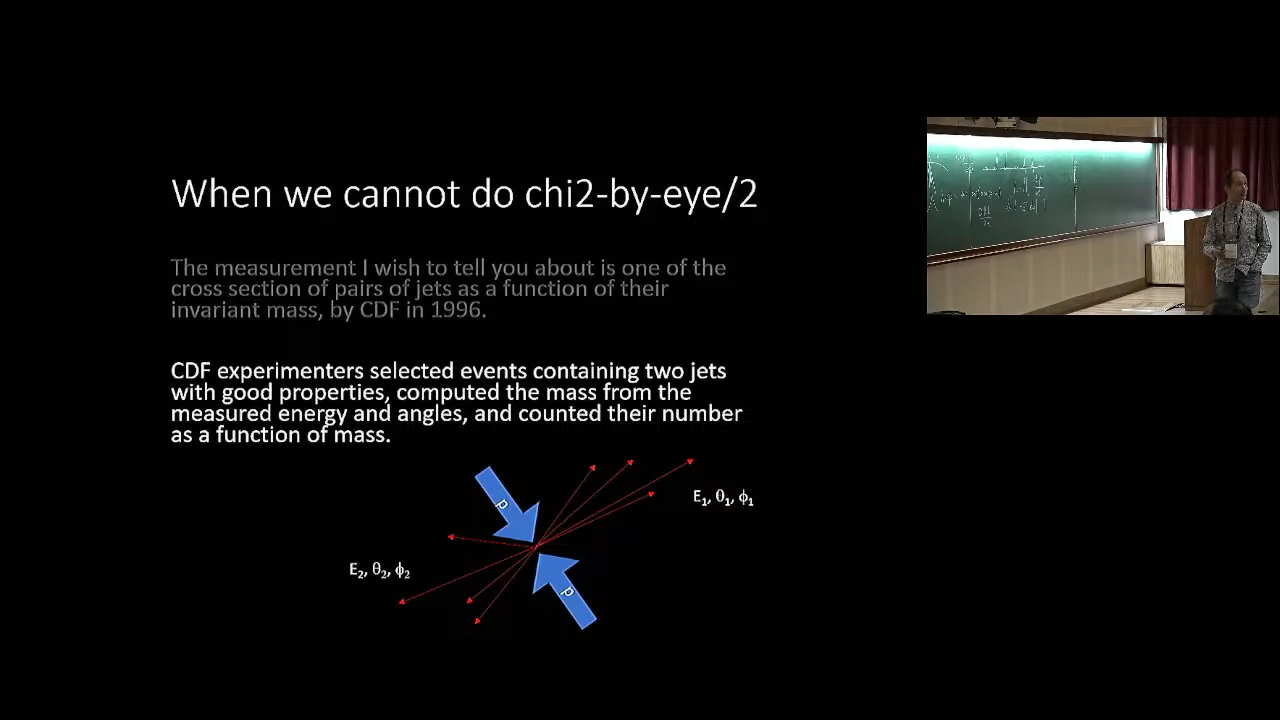 When we cannot do chi2-by-eye/2
The measurement I wish to tell you about is one of the
cross section of pairs of jets as a function of their
invariant mass, by CDF in 1996.
CDF experimenters selected events containing two jets
with good properties, computed the mass from the
measured energy and angles, and counted their number
as a function of mass.
p
E₁, θ₁, ϕ₁
E₂, θ₂, ϕ₂
p